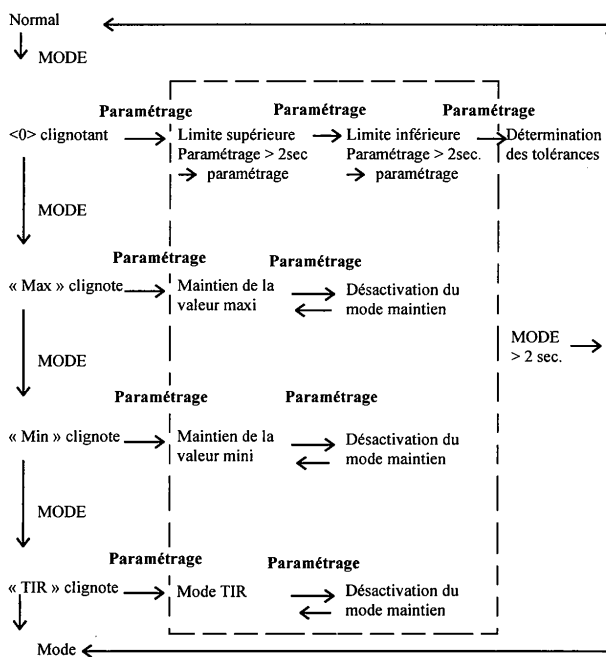 Normal
MODE
Paramétrage Paramétrage Paramétrage
<0> clignotant Limite supérieure Limite inférieure Détermination
Paramétrage > 2sec Paramétrage > 2sec. des tolérances
paramétrage paramétrage
MODE
Paramétrage Paramétrage
« Max » clignote Maintien de la Désactivation du
valeur maxi mode maintien
MODE
> 2 sec.
MODE
Paramétrage Paramétrage
« Min » clignote Maintien de la Désactivation du
valeur mini mode maintien
MODE
Paramétrage Paramétrage
« TIR » clignote Mode TIR Désactivation du
mode maintien
Mode